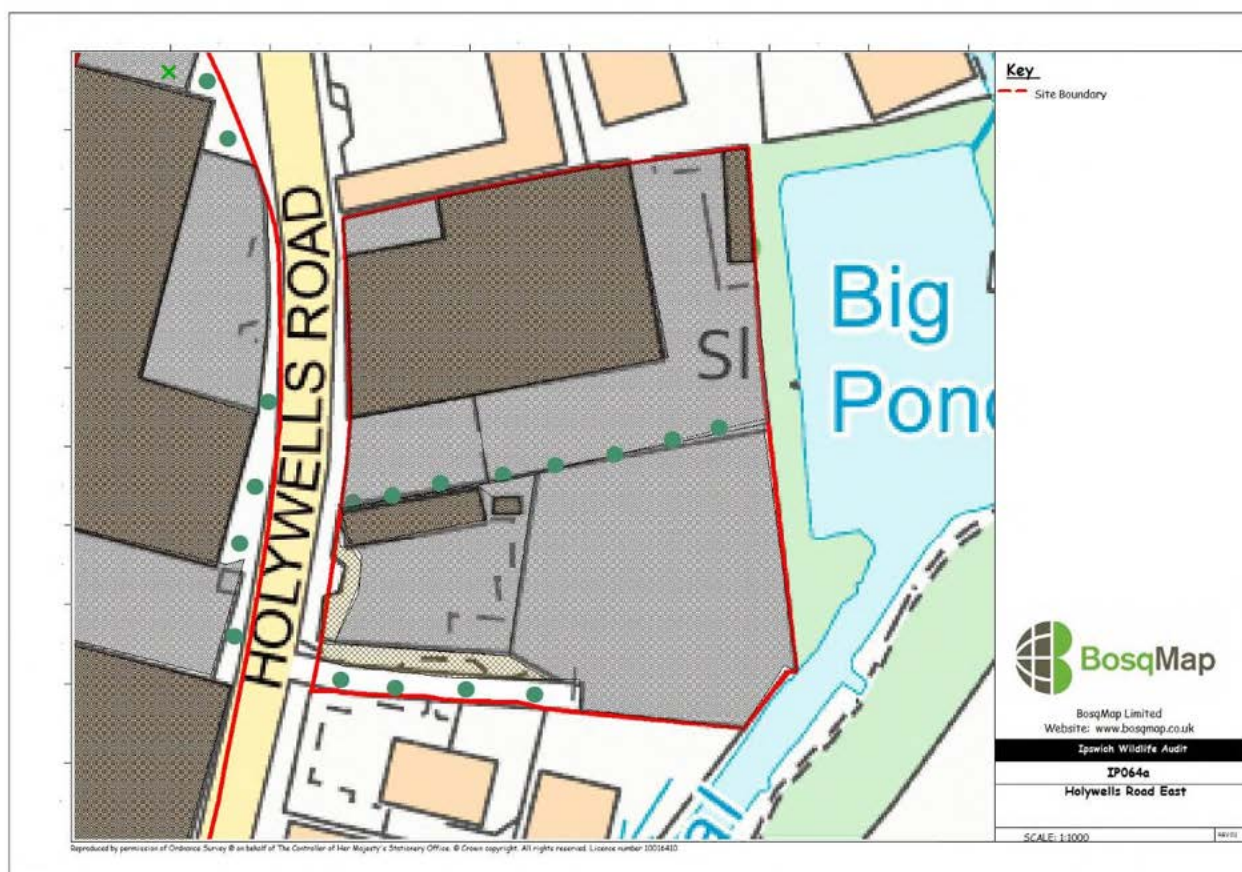 Key
Site Boundary
HOLYWELLS ROAD
Sl
Big
Pond
BosqMap
BosqMap Limited
Website: www.bosqmap.co.uk
Ipswich Wildlife Audit
IP064a
Holywells Road East
SCALE: 1:1000
Reproduced by permission of Ordnance Survey © on behalf of The Controller of Her Majesty's Stationery Office. © Crown copyright. All rights reserved. Licence number 10016410